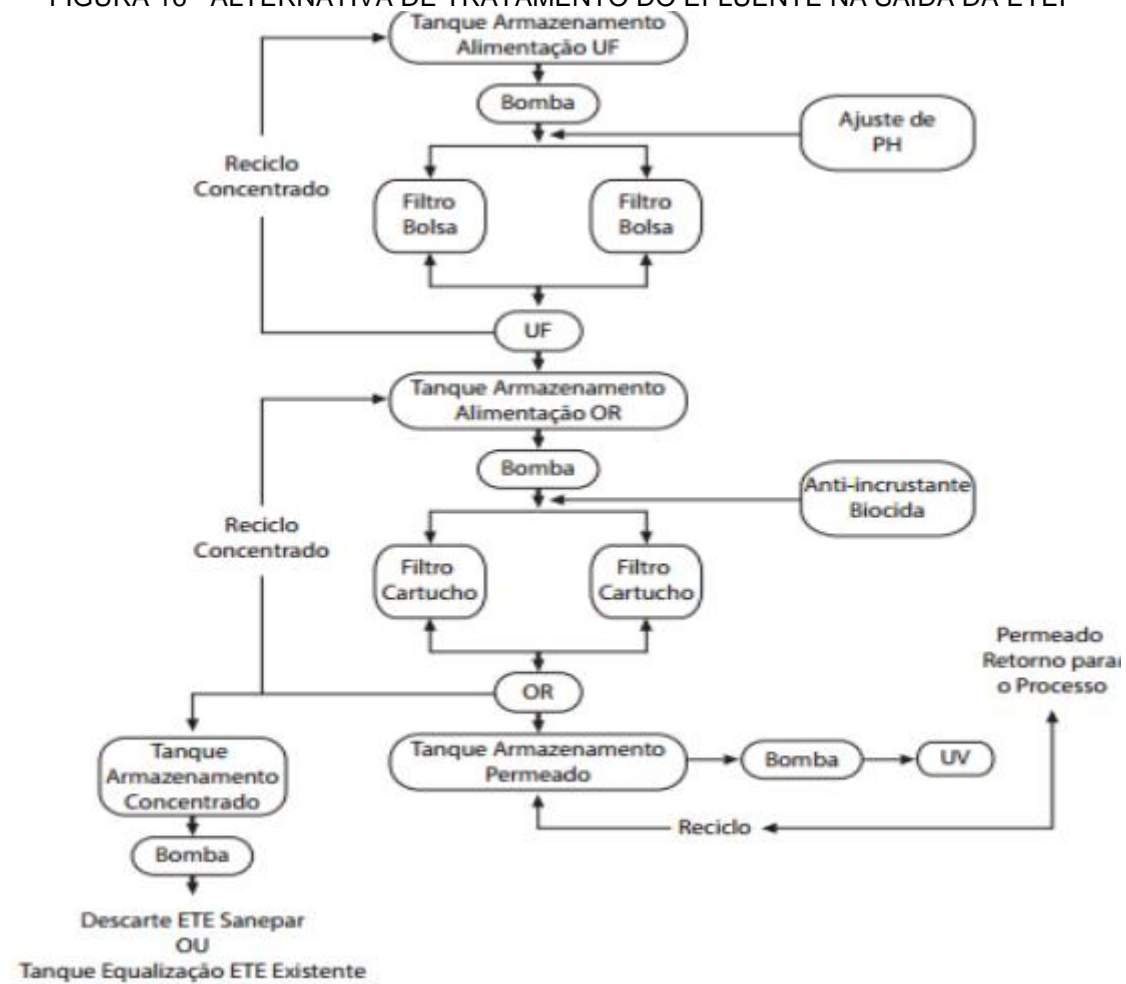 FIGURA 16 - ALTERNATIVA DE TRATAMENTO DO EFLUENTE NA SAÍDA DA ETEI
Tanque Armazenamento
Alimentação UF
Bomba
Ajuste de
PH
Reciclo
Concentrado
Filtro
Bolsa
Filtro
Bolsa
UF
Tanque Armazenamento
Alimentação OR
Bomba
Anti-incrustante
Biocida
Reciclo
Concentrado
Filtro
Cartucho
Filtro
Cartucho
Permeado
Retorno para
o Processo
OR
Tanque
Armazenamento
Concentrado
Tanque Armazenamento
Permeado
Bomba
UV
Reciclo
Bomba
Descarte ETE Sanepar
OU
Tanque Equalização ETE Existente